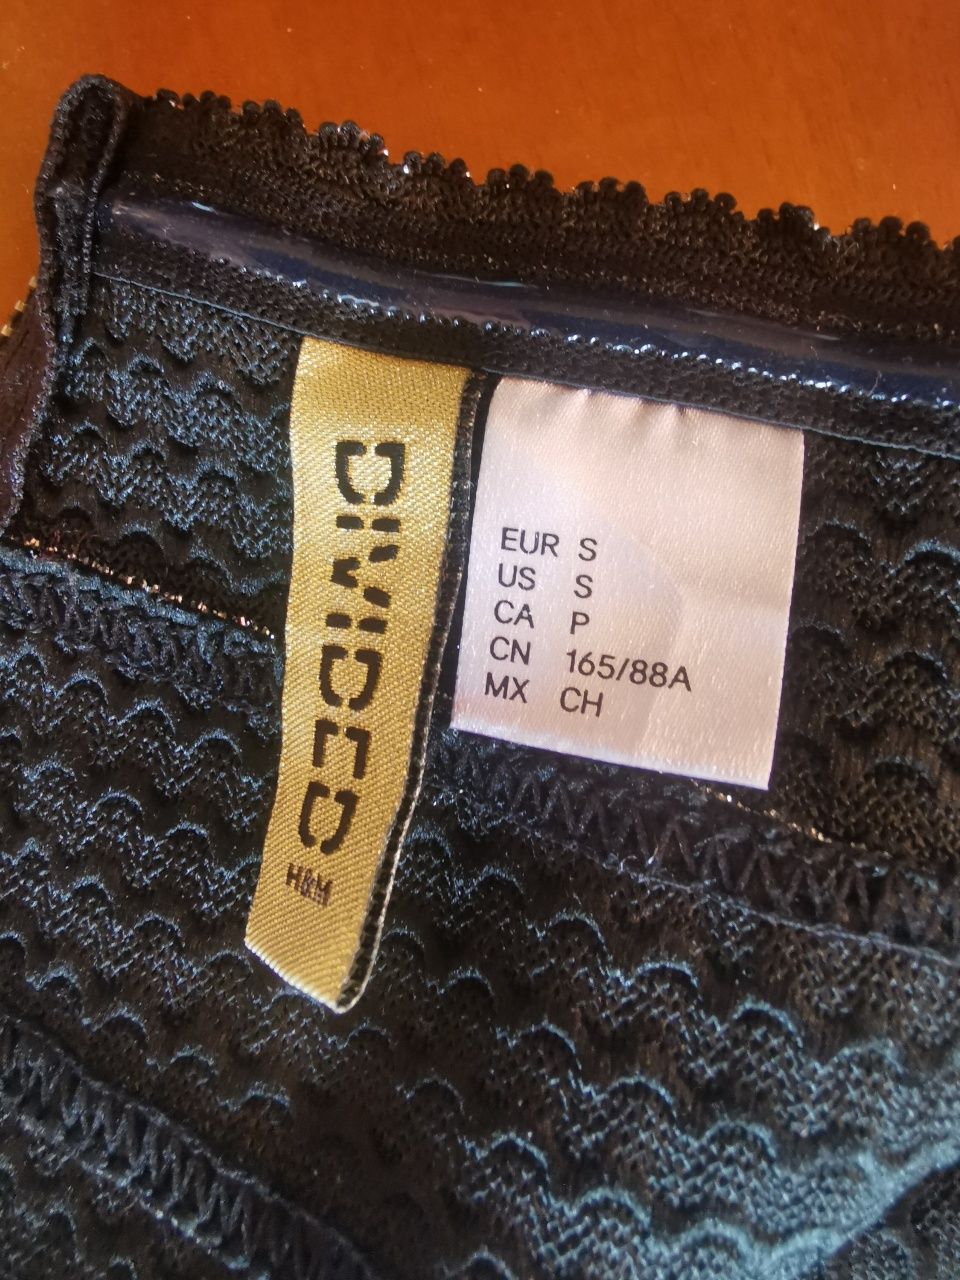 DIVIDED
H&M
EUR S
US S
CA P
CN 165/88A
MX CH